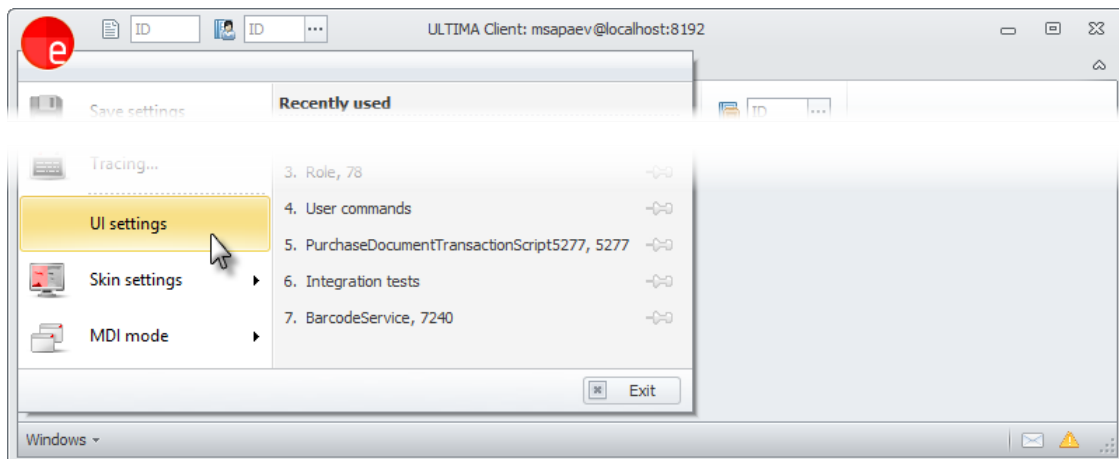 ID
ID
ULTIMA Client: msapaev@localhost:8192
e
Save settings
Recently used
ID
Tracing...
3. Role, 78
UI settings
4. User commands
5. PurchaseDocumentTransactionScript5277, 5277
Skin settings
6. Integration tests
MDI mode
7. BarcodeService, 7240
Exit
Windows